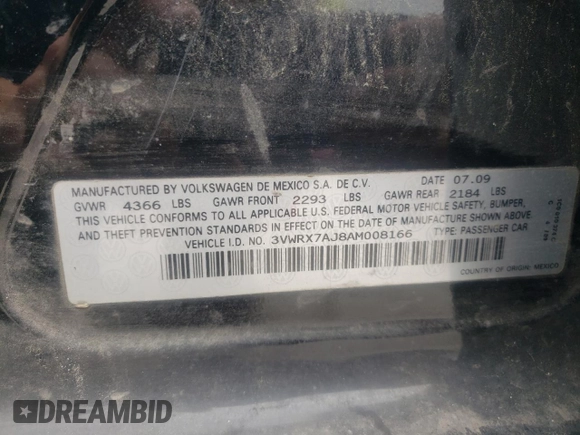 MANUFACTURED BY VOLKSWAGEN DE MEXICO S.A. DE C.V. DATE 07.09
GVWR 4366 LBS GAWR FRONT 2293 LBS GAWR REAR 2184 LBS
THIS VEHICLE CONFORMS TO ALL APPLICABLE U.S. FEDERAL MOTOR VEHICLE SAFETY, BUMPER,
AND THEFT PREVENTION STANDARDS IN EFFECT ON THE DATE OF MANUFACTURE SHOWN ABOVE.
VEHICLE I.D. NO. 3VWRX7AJ8AM008166 TYPE: PASSENGER CAR
COUNTRY OF ORIGIN: MEXICO
DREAMBID